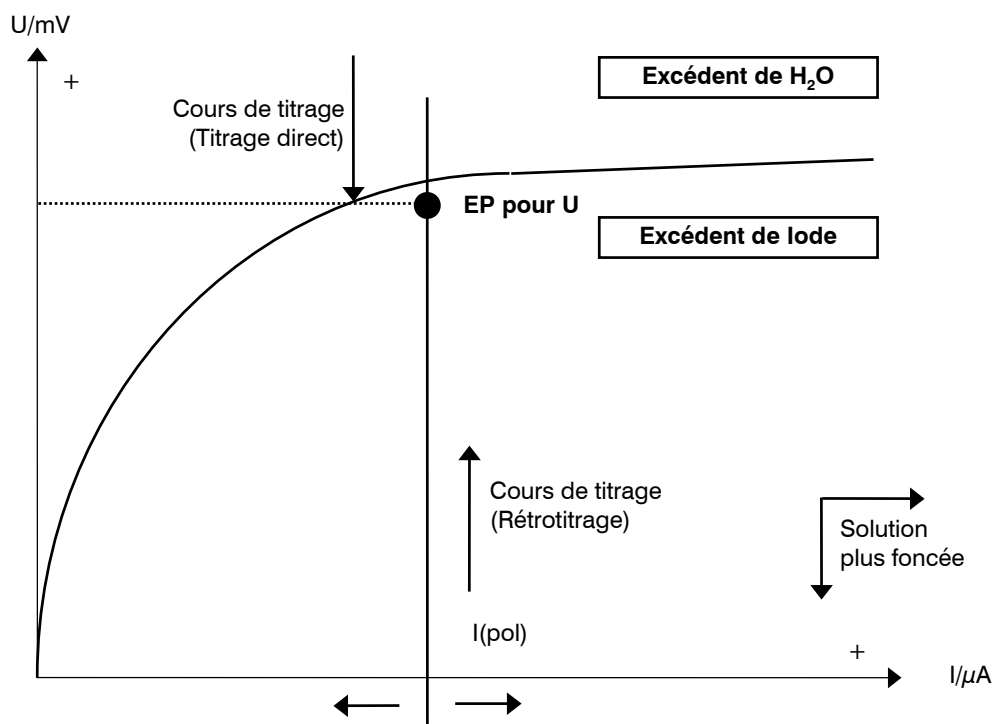 U/mV
+
Excédent de H₂O
Cours de titrage
(Titrage direct)
EP pour U
Excédent de Iode
Cours de titrage
(Rétrotitrage)
Solution
plus foncée
I(pol)
+
I/µA